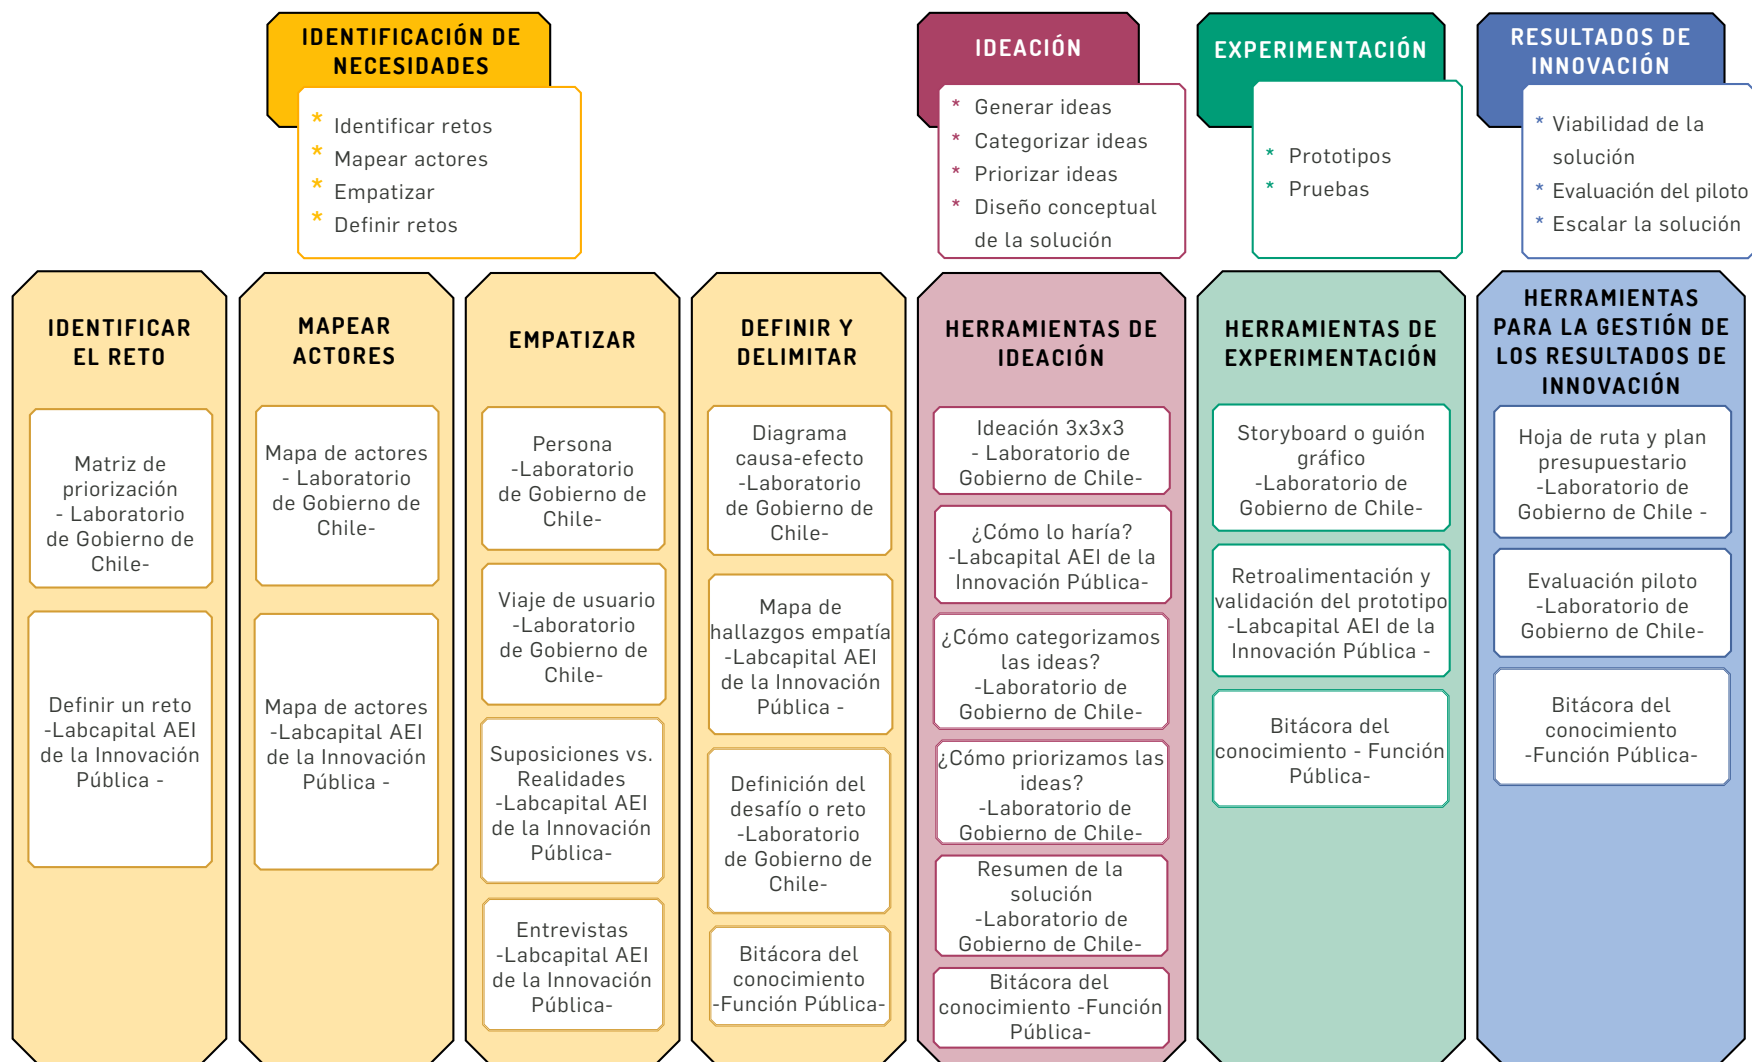 IDENTIFICACIÓN DE
NECESIDADES
* Identificar retos
* Mapear actores
* Empatizar
* Definir retos
IDEACIÓN
* Generar ideas
* Categorizar ideas
* Priorizar ideas
* Diseño conceptual
de la solución
EXPERIMENTACIÓN
* Prototipos
* Pruebas
RESULTADOS DE
INNOVACIÓN
* Viabilidad de la
solución
* Evaluación del piloto
* Escalar la solución
IDENTIFICAR
EL RETO
Matriz de
priorización
- Laboratorio
de Gobierno de
Chile-
Definir un reto
-Labcapital AEI
de la Innovación
Pública -
MAPEAR
ACTORES
Mapa de actores
- Laboratorio
de Gobierno de
Chile-
Mapa de actores
-Labcapital AEI
de la Innovación
Pública -
EMPATIZAR
Persona
-Laboratorio
de Gobierno de
Chile-
Viaje de usuario
-Laboratorio
de Gobierno de
Chile-
Suposiciones vs.
Realidades
-Labcapital AEI
de la Innovación
Pública-
Entrevistas
-Labcapital AEI
de la Innovación
Pública-
DEFINIR Y
DELIMITAR
Diagrama
causa-efecto
-Laboratorio
de Gobierno de
Chile-
Mapa de
hallazgos empatía
-Labcapital AEI
de la Innovación
Pública -
Definición del
desafío o reto
-Laboratorio
de Gobierno de
Chile-
Bitácora del
conocimiento
-Función Pública-
HERRAMIENTAS DE
IDEACIÓN
Ideación 3x3x3
- Laboratorio de
Gobierno de Chile-
¿Cómo lo haría?
-Labcapital AEI de la
Innovación Pública-
¿Cómo categorizamos
las ideas?
-Laboratorio de
Gobierno de Chile-
¿Cómo priorizamos las
ideas?
-Laboratorio de
Gobierno de Chile-
Resumen de la
solución
-Laboratorio de
Gobierno de Chile-
Bitácora del
conocimiento -Función
Pública-
HERRAMIENTAS DE
EXPERIMENTACIÓN
Storyboard o guión
gráfico
-Laboratorio de
Gobierno de Chile-
Retroalimentación y
validación del prototipo
-Labcapital AEI de la
Innovación Pública -
Bitácora del
conocimiento - Función
Pública-
HERRAMIENTAS
PARA LA GESTIÓN DE
LOS RESULTADOS DE
INNOVACIÓN
Hoja de ruta y plan
presupuestario
-Laboratorio de
Gobierno de Chile -
Evaluación piloto
-Laboratorio de
Gobierno de Chile-
Bitácora del
conocimiento
-Función Pública-